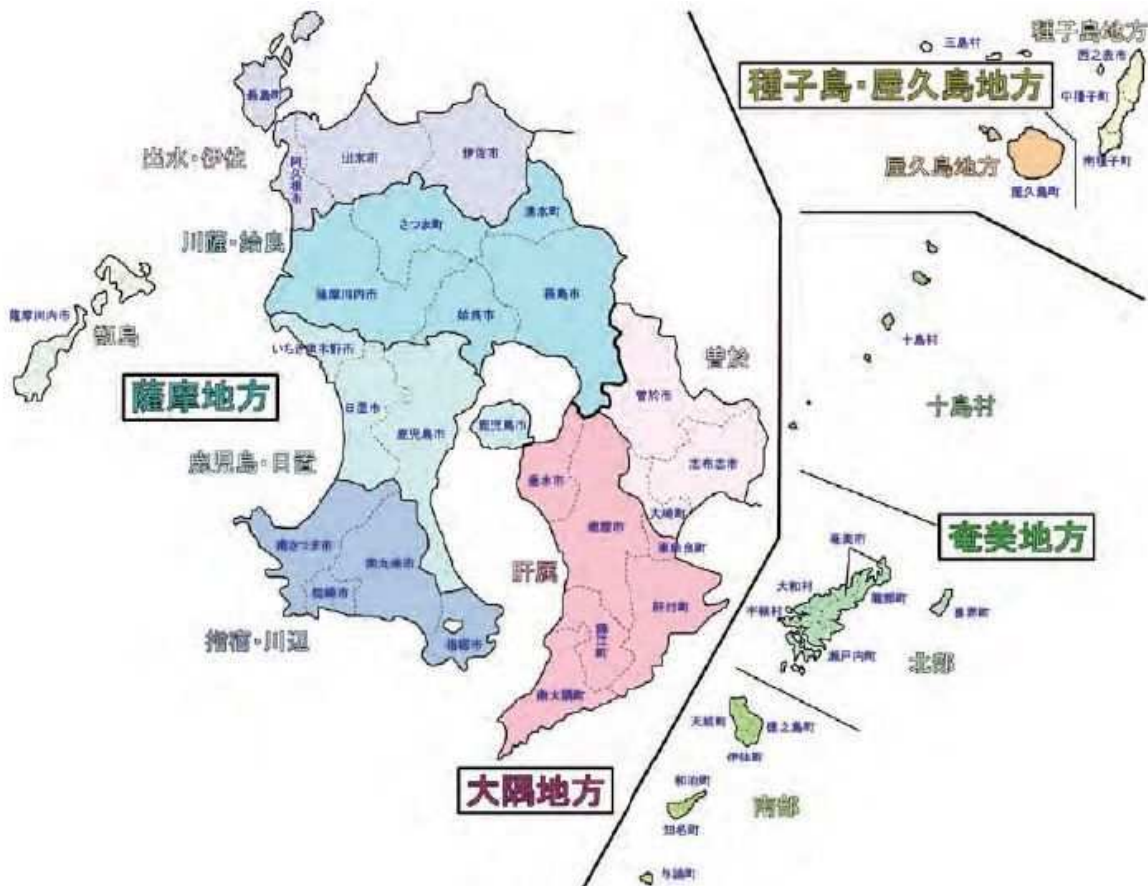 長島町
出水・伊佐
阿久根市
出水市
伊佐市
湧水町
さつま町
川薩・姶良
薩摩川内市
姶良市
霧島市
薩摩川内市
甑島
いちき串木野市
薩摩地方
日置市
鹿児島市
鹿児島市
鹿児島・日置
曽於
曽於市
志布志市
大崎町
垂水市
鹿屋市
東串良町
肝属
肝付町
錦江町
南大隅町
大隅地方
南さつま市
南九州市
枕崎市
指宿市
指宿・川辺
三島村
種子島地方
西之表市
種子島・屋久島地方
中種子町
屋久島地方
南種子町
屋久島町
十島村
十島村
奄美地方
奄美市
大和村
龍郷町
宇検村
喜界町
瀬戸内町
北部
天城町
徳之島町
伊仙町
和泊町
南部
知名町
与論町